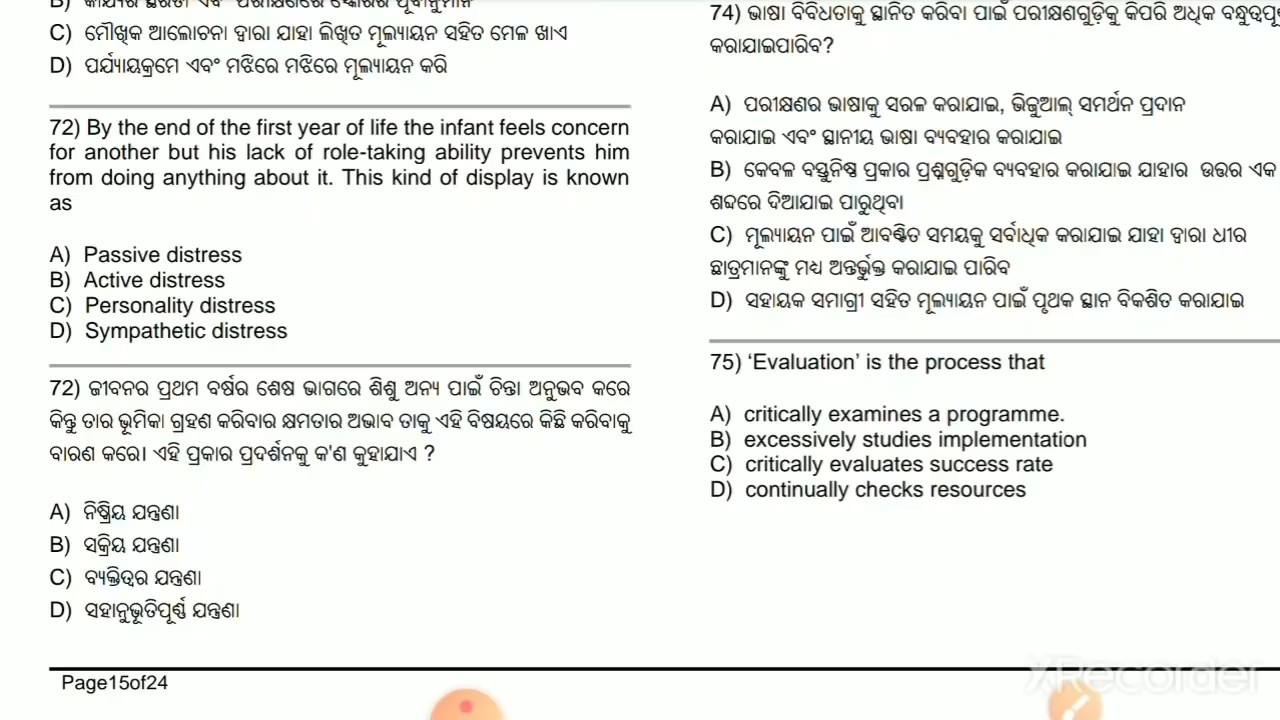 C) ମୌଖିକ ଆଲୋଚନା ଦ୍ୱାରା ଯାହା ଲିଖିତ ମୂଲ୍ୟାୟନ ସହିତ ମେଳ ଖାଏ
D) ପର୍ଯ୍ୟାୟକ୍ରମେ ଏବଂ ମଝିରେ ମଝିରେ ମୂଲ୍ୟାୟନ କରି
72) By the end of the first year of life the infant feels concern
for another but his lack of role-taking ability prevents him
from doing anything about it. This kind of display is known
as
A) Passive distress
B) Active distress
C) Personality distress
D) Sympathetic distress
72) ଜୀବନର ପ୍ରଥମ ବର୍ଷର ଶେଷ ଭାଗରେ ଶିଶୁ ଅନ୍ୟ ପାଇଁ ଚିନ୍ତା ଅନୁଭବ କରେ
କିନ୍ତୁ ତାର ଭୂମିକା ଗ୍ରହଣ କରିବାର କ୍ଷମତାର ଅଭାବ ତାକୁ ଏହି ବିଷୟରେ କିଛି କରିବାକୁ
ବାରଣ କରେ। ଏହି ପ୍ରକାର ପ୍ରଦର୍ଶନକୁ କ'ଣ କୁହାଯାଏ ?
A) ନିଷ୍କ୍ରିୟ ଯନ୍ତ୍ରଣା
B) ସକ୍ରିୟ ଯନ୍ତ୍ରଣା
C) ବ୍ୟକ୍ତିତ୍ୱର ଯନ୍ତ୍ରଣା
D) ସହାନୁଭୂତିପୂର୍ଣ୍ଣ ଯନ୍ତ୍ରଣା
Page15of24
74) ଭାଷା ବିବିଧତାକୁ ସ୍ଥାନିତ କରିବା ପାଇଁ ପରୀକ୍ଷଣଗୁଡ଼ିକୁ କିପରି ଅଧିକ
କରାଯାଇପାରିବ?
A) ପରୀକ୍ଷଣର ଭାଷାକୁ ସରଳ କରାଯାଇ, ଭିଜୁଆଲ୍ ସମର୍ଥନ ପ୍ରଦାନ
କରାଯାଇ ଏବଂ ସ୍ଥାନୀୟ ଭାଷା ବ୍ୟବହାର କରାଯାଇ
B) କେବଳ ବସ୍ତୁନିଷ୍ଠ ପ୍ରକାର ପ୍ରଶ୍ନଗୁଡ଼ିକ ବ୍ୟବହାର କରାଯାଇ ଯାହାର ଉତ୍ତର ଏକ
ଶବ୍ଦରେ ଦିଆଯାଇ ପାରୁଥିବା
C) ମୂଲ୍ୟାୟନ ପାଇଁ ଆବଣ୍ଟିତ ସମୟକୁ ସର୍ବାଧିକ କରାଯାଇ ଯାହା ଦ୍ୱାରା ଧୀର
ଛାତ୍ରମାନଙ୍କୁ ମଧ୍ୟ ଅନ୍ତର୍ଭୁକ୍ତ କରାଯାଇ ପାରିବ
D) ସହାୟକ ସମାଗ୍ରୀ ସହିତ ମୂଲ୍ୟାୟନ ପାଇଁ ପୃଥକ ସ୍ଥାନ ବିକଶିତ କରାଯାଇ
75) ‘Evaluation’ is the process that
A) critically examines a programme.
B) excessively studies implementation
C) critically evaluates success rate
D) continually checks resources
XRecorder